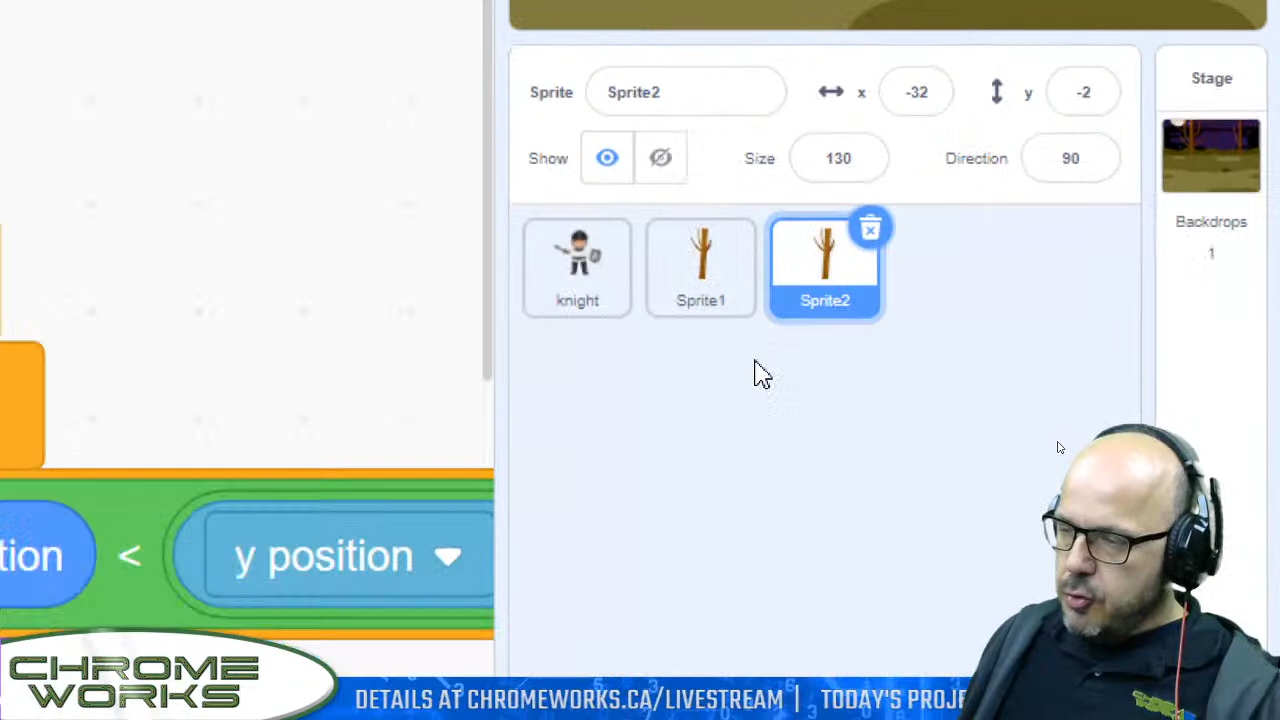 Sprite Sprite2 x -32 y -2
Show Size 130 Direction 90
Stage
Backdrops
1
knight Sprite1 Sprite2
tion < y position
CHROME
WORKS
DETAILS AT CHROMEWORKS.CA/LIVESTREAM | TODAY'S PROJE